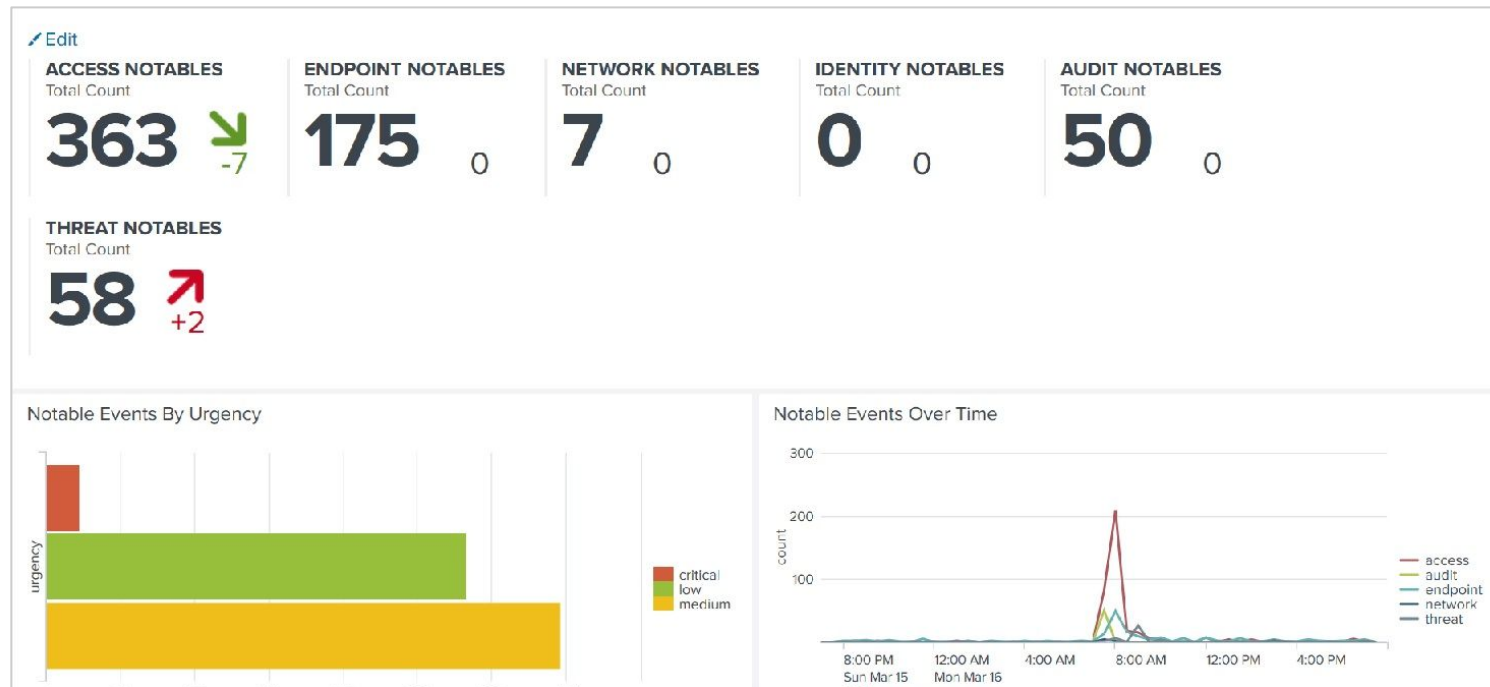 Edit
ACCESS NOTABLES
Total Count
363
-7
ENDPOINT NOTABLES
Total Count
175
0
NETWORK NOTABLES
Total Count
7
0
IDENTITY NOTABLES
Total Count
0
0
AUDIT NOTABLES
Total Count
50
0
THREAT NOTABLES
Total Count
58
+2
Notable Events By Urgency
urgency
critical
low
medium
Notable Events Over Time
count
300
200
100
8:00 PM
Sun Mar 15
12:00 AM
Mon Mar 16
4:00 AM
8:00 AM
12:00 PM
4:00 PM
access
audit
endpoint
network
threat